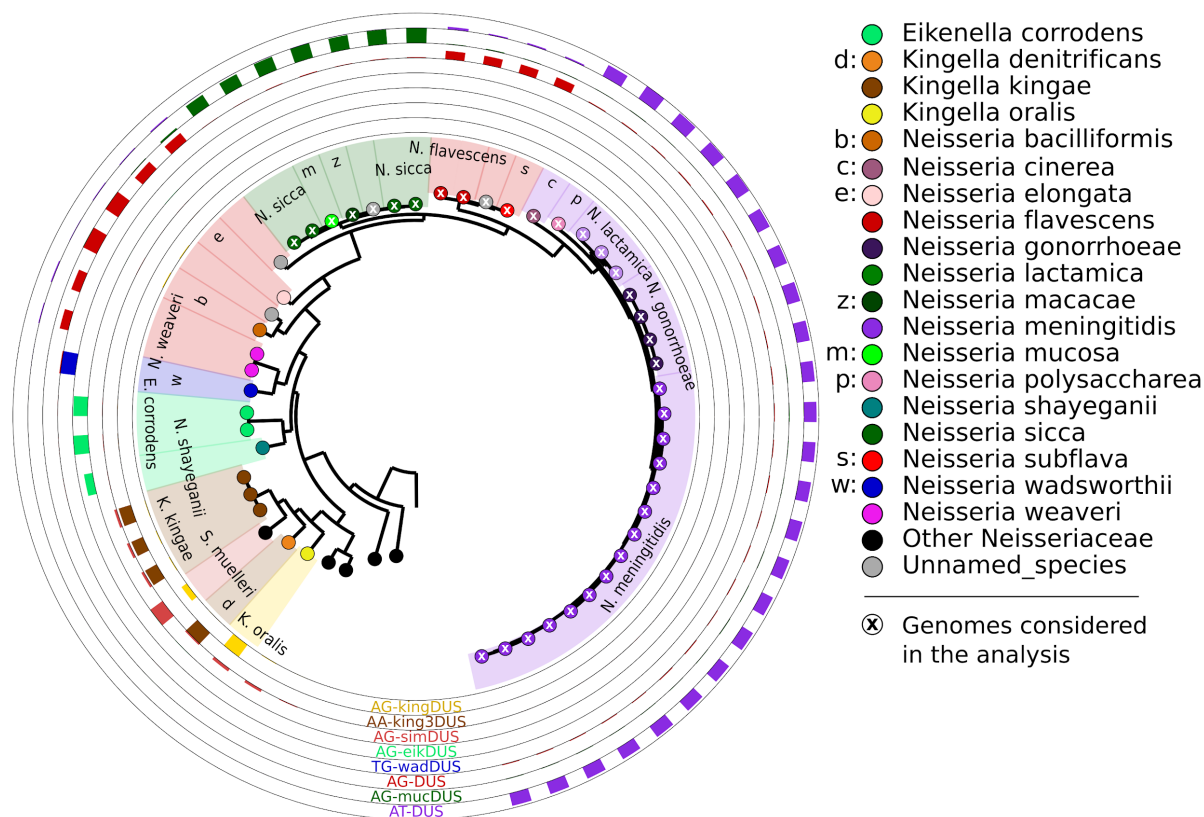 Eikenella corrodens
d: Kingella denitrificans
Kingella kingae
Kingella oralis
b: Neisseria bacilliformis
c: Neisseria cinerea
e: Neisseria elongata
Neisseria flavescens
Neisseria gonorrhoeae
Neisseria lactamica
z: Neisseria macacae
Neisseria meningitidis
m: Neisseria mucosa
p: Neisseria polysaccharea
Neisseria shayeganii
Neisseria sicca
s: Neisseria subflava
w: Neisseria wadsworthii
Neisseria weaveri
Other Neisseriaceae
Unnamed_species
x Genomes considered
in the analysis
K. oralis
d
S. muelleri
K. kingae
N. shayeganii
E. corrodens
w
N. weaveri
b
e
N. sicca
m
z
N. sicca
N. flavescens
s
c
p
N. lactamica
N. gonorrhoeae
N. meningitidis
x x x x x x x
x x x x
x x x x x
x x x x
x x x x x x x x x x x x x x x
AG-kingDUS
AA-king3DUS
AG-simDUS
AG-eikDUS
TG-wadDUS
AG-DUS
AG-mucDUS
AT-DUS